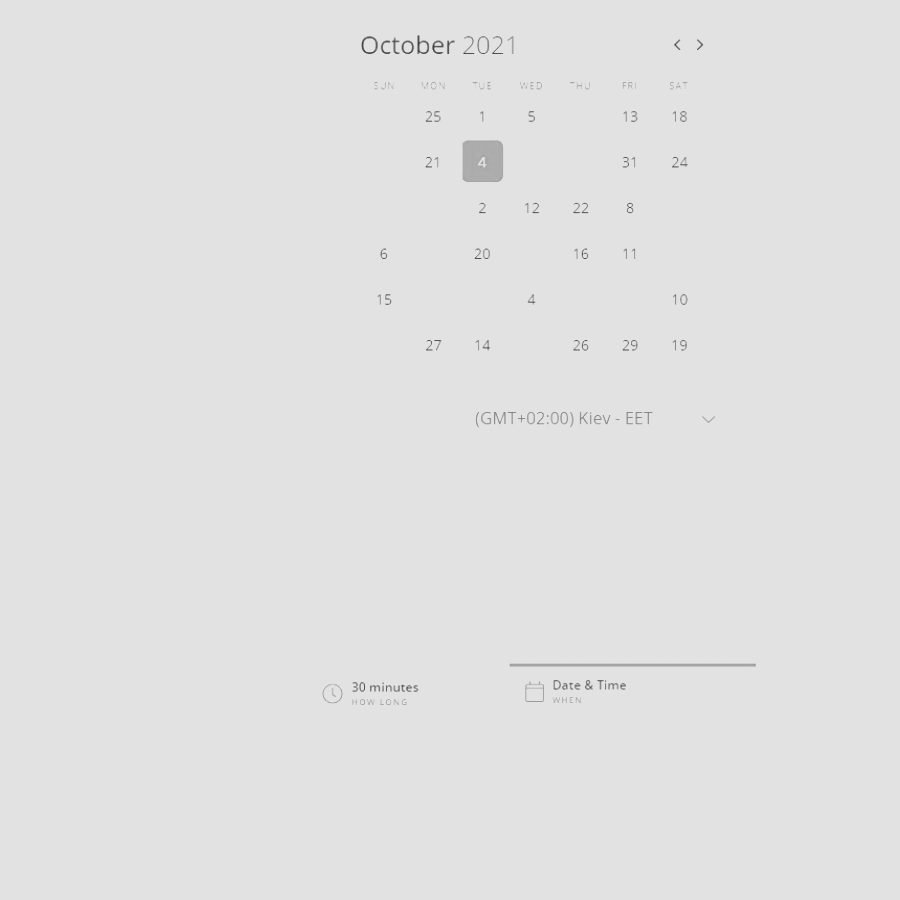 October 2021
SUN MON TUE WED THU FRI SAT
25 1 5 13 18
21 4 31 24
2 12 22 8
6 20 16 11
15 4 10
27 14 26 29 19
(GMT+02:00) Kiev - EET
30 minutes
HOW LONG
Date & Time
WHEN